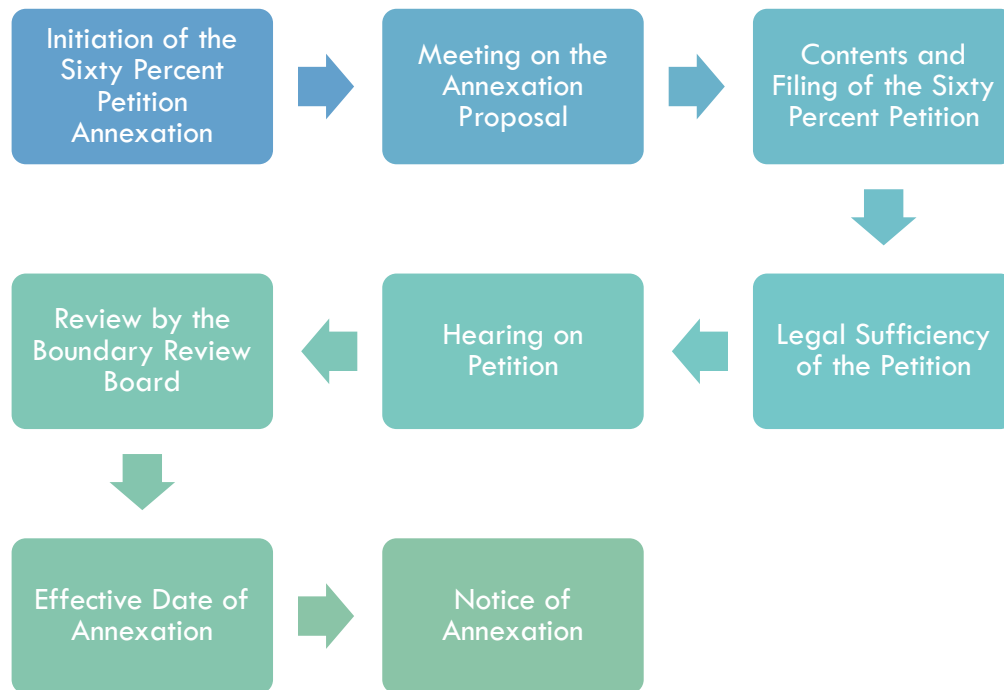 Initiation of the
Sixty Percent
Petition
Annexation
Meeting on the
Annexation
Proposal
Contents and
Filing of the Sixty
Percent Petition
Legal Sufficiency
of the Petition
Hearing on
Petition
Review by the
Boundary Review
Board
Effective Date of
Annexation
Notice of
Annexation